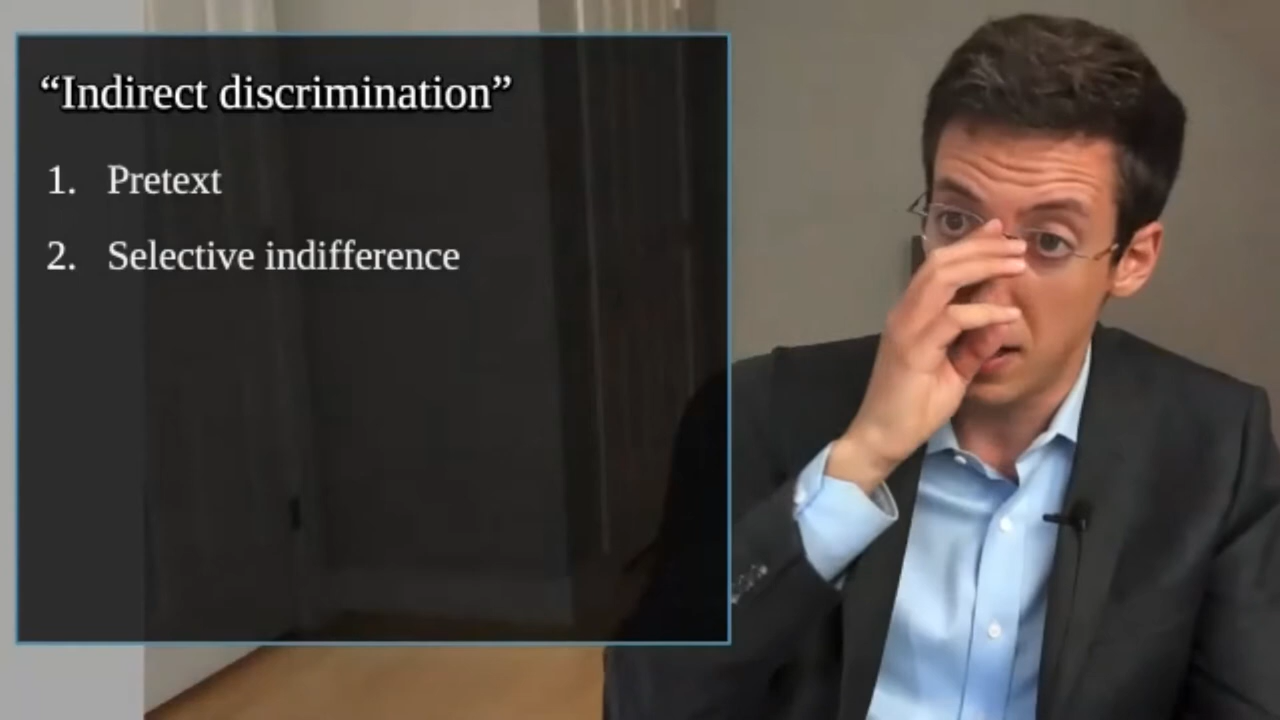 “Indirect discrimination”
1. Pretext
2. Selective indifference